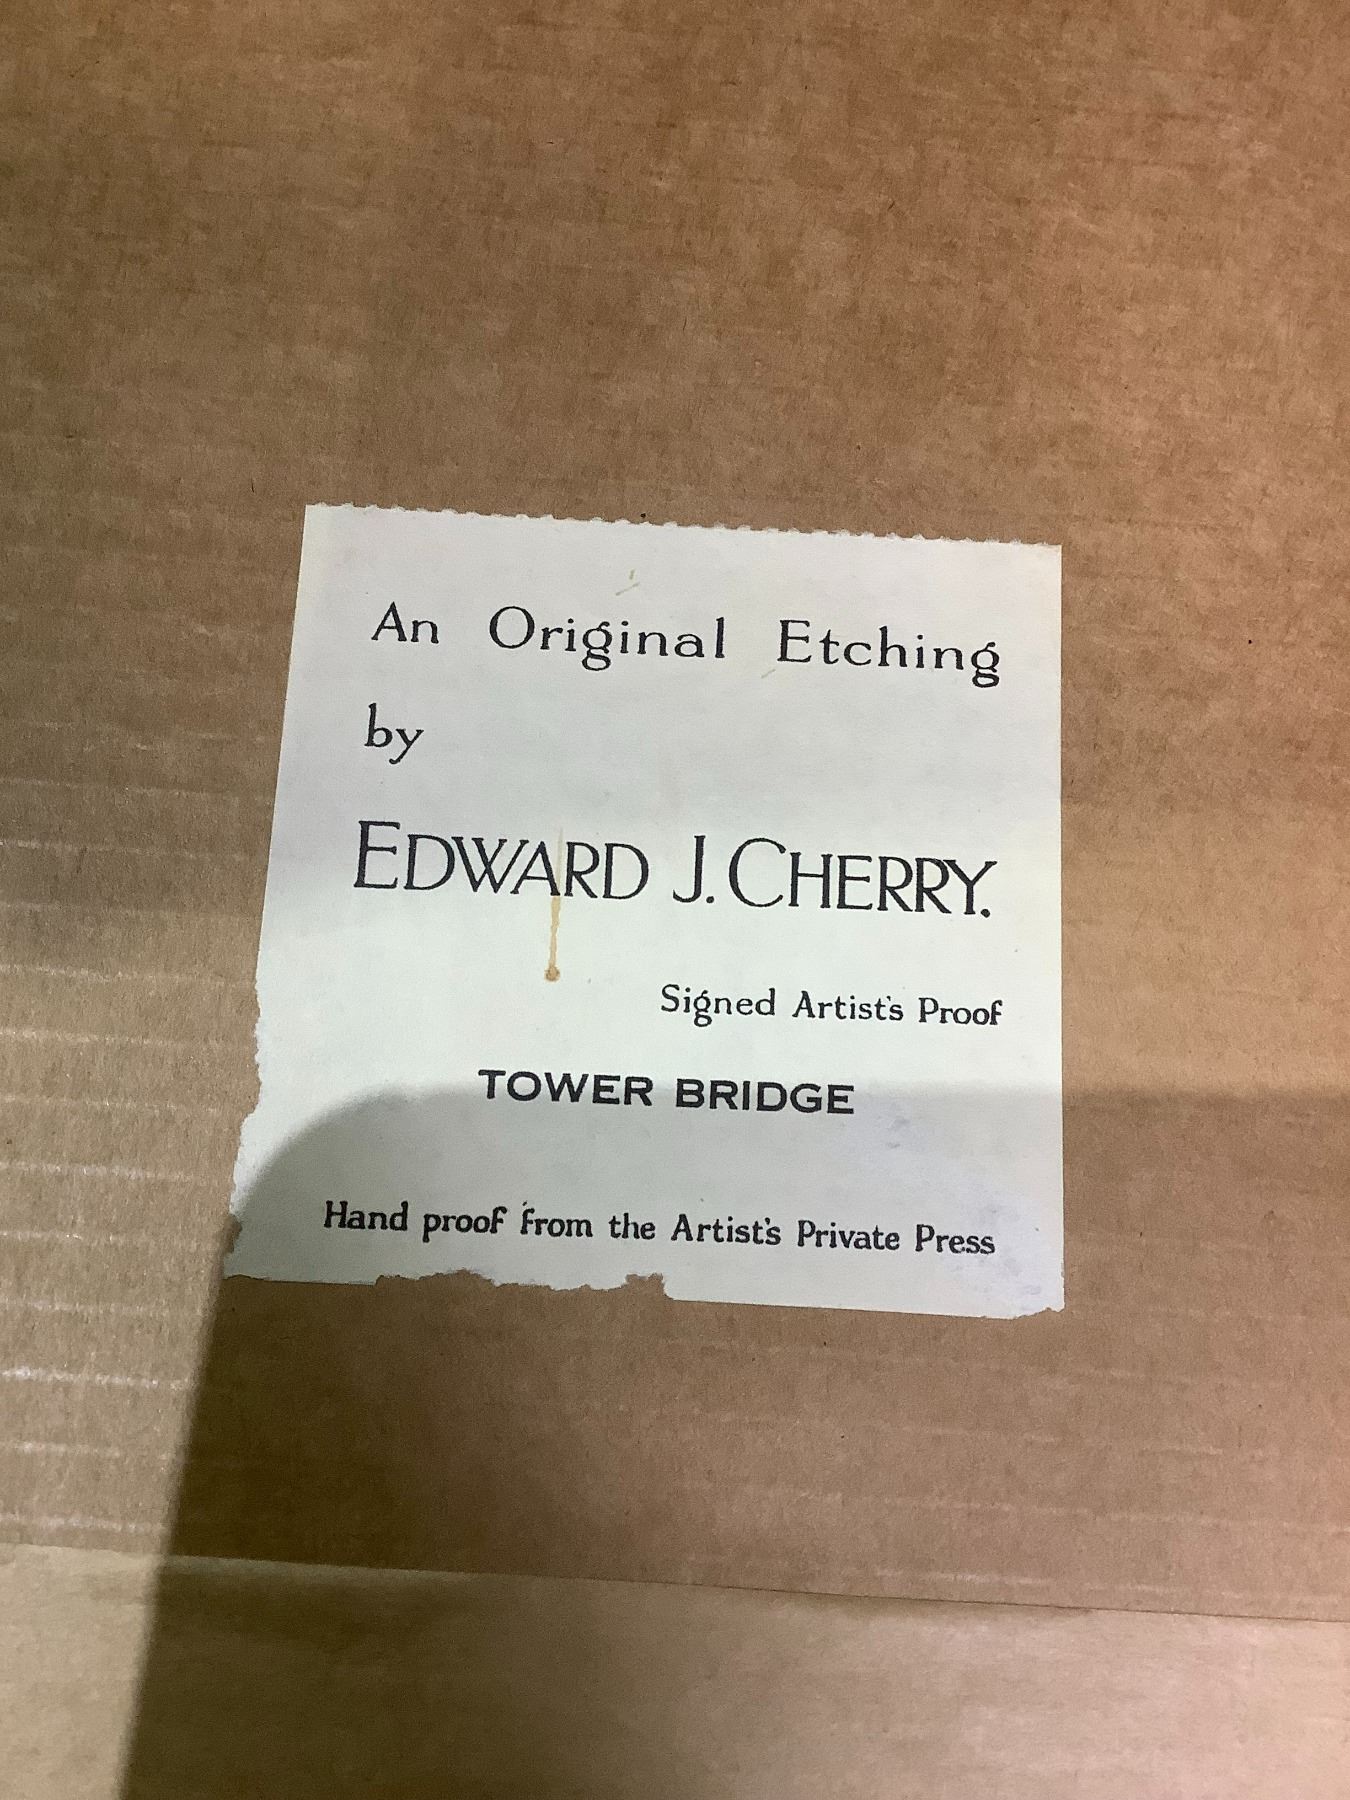 An Original Etching
by
EDWARD J. CHERRY.
Signed Artist's Proof
TOWER BRIDGE
Hand proof from the Artist's Private Press